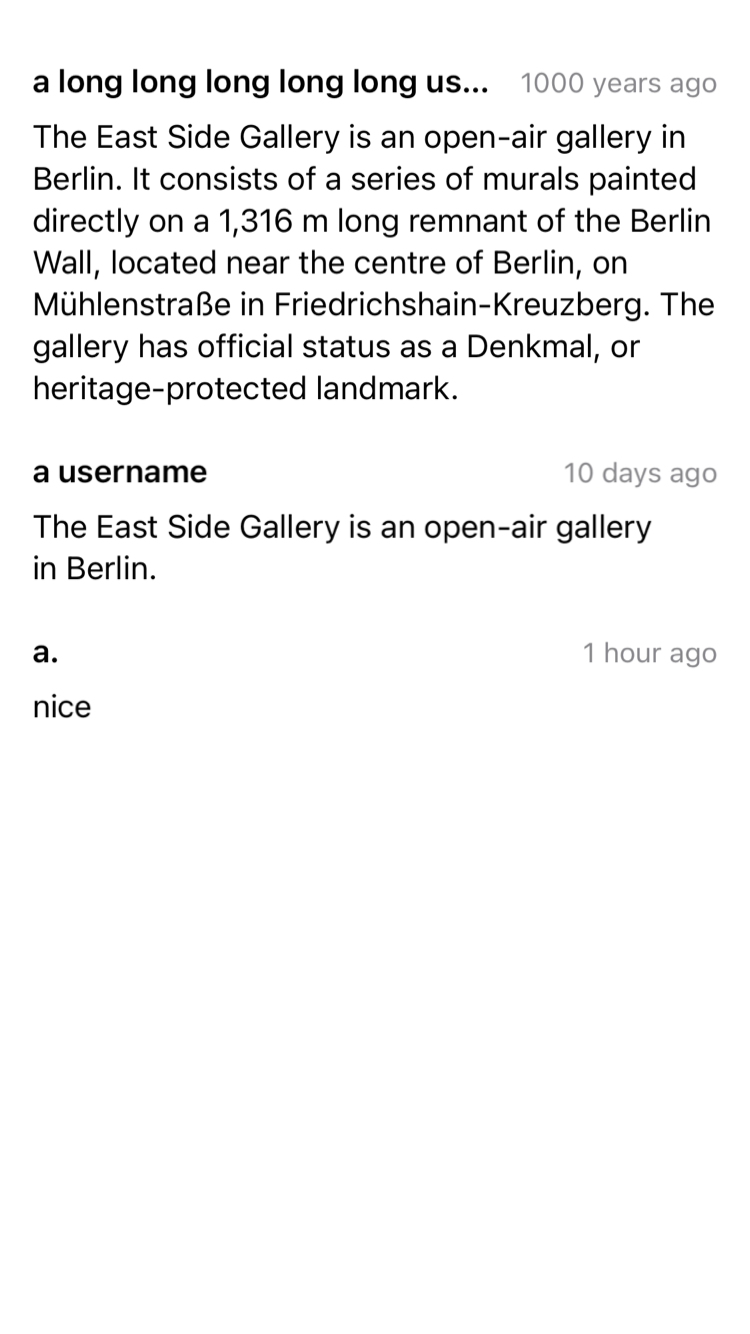 a long long long long long us... 1000 years ago
The East Side Gallery is an open-air gallery in
Berlin. It consists of a series of murals painted
directly on a 1,316 m long remnant of the Berlin
Wall, located near the centre of Berlin, on
Mühlenstraße in Friedrichshain-Kreuzberg. The
gallery has official status as a Denkmal, or
heritage-protected landmark.
a username 10 days ago
The East Side Gallery is an open-air gallery
in Berlin.
a. 1 hour ago
nice